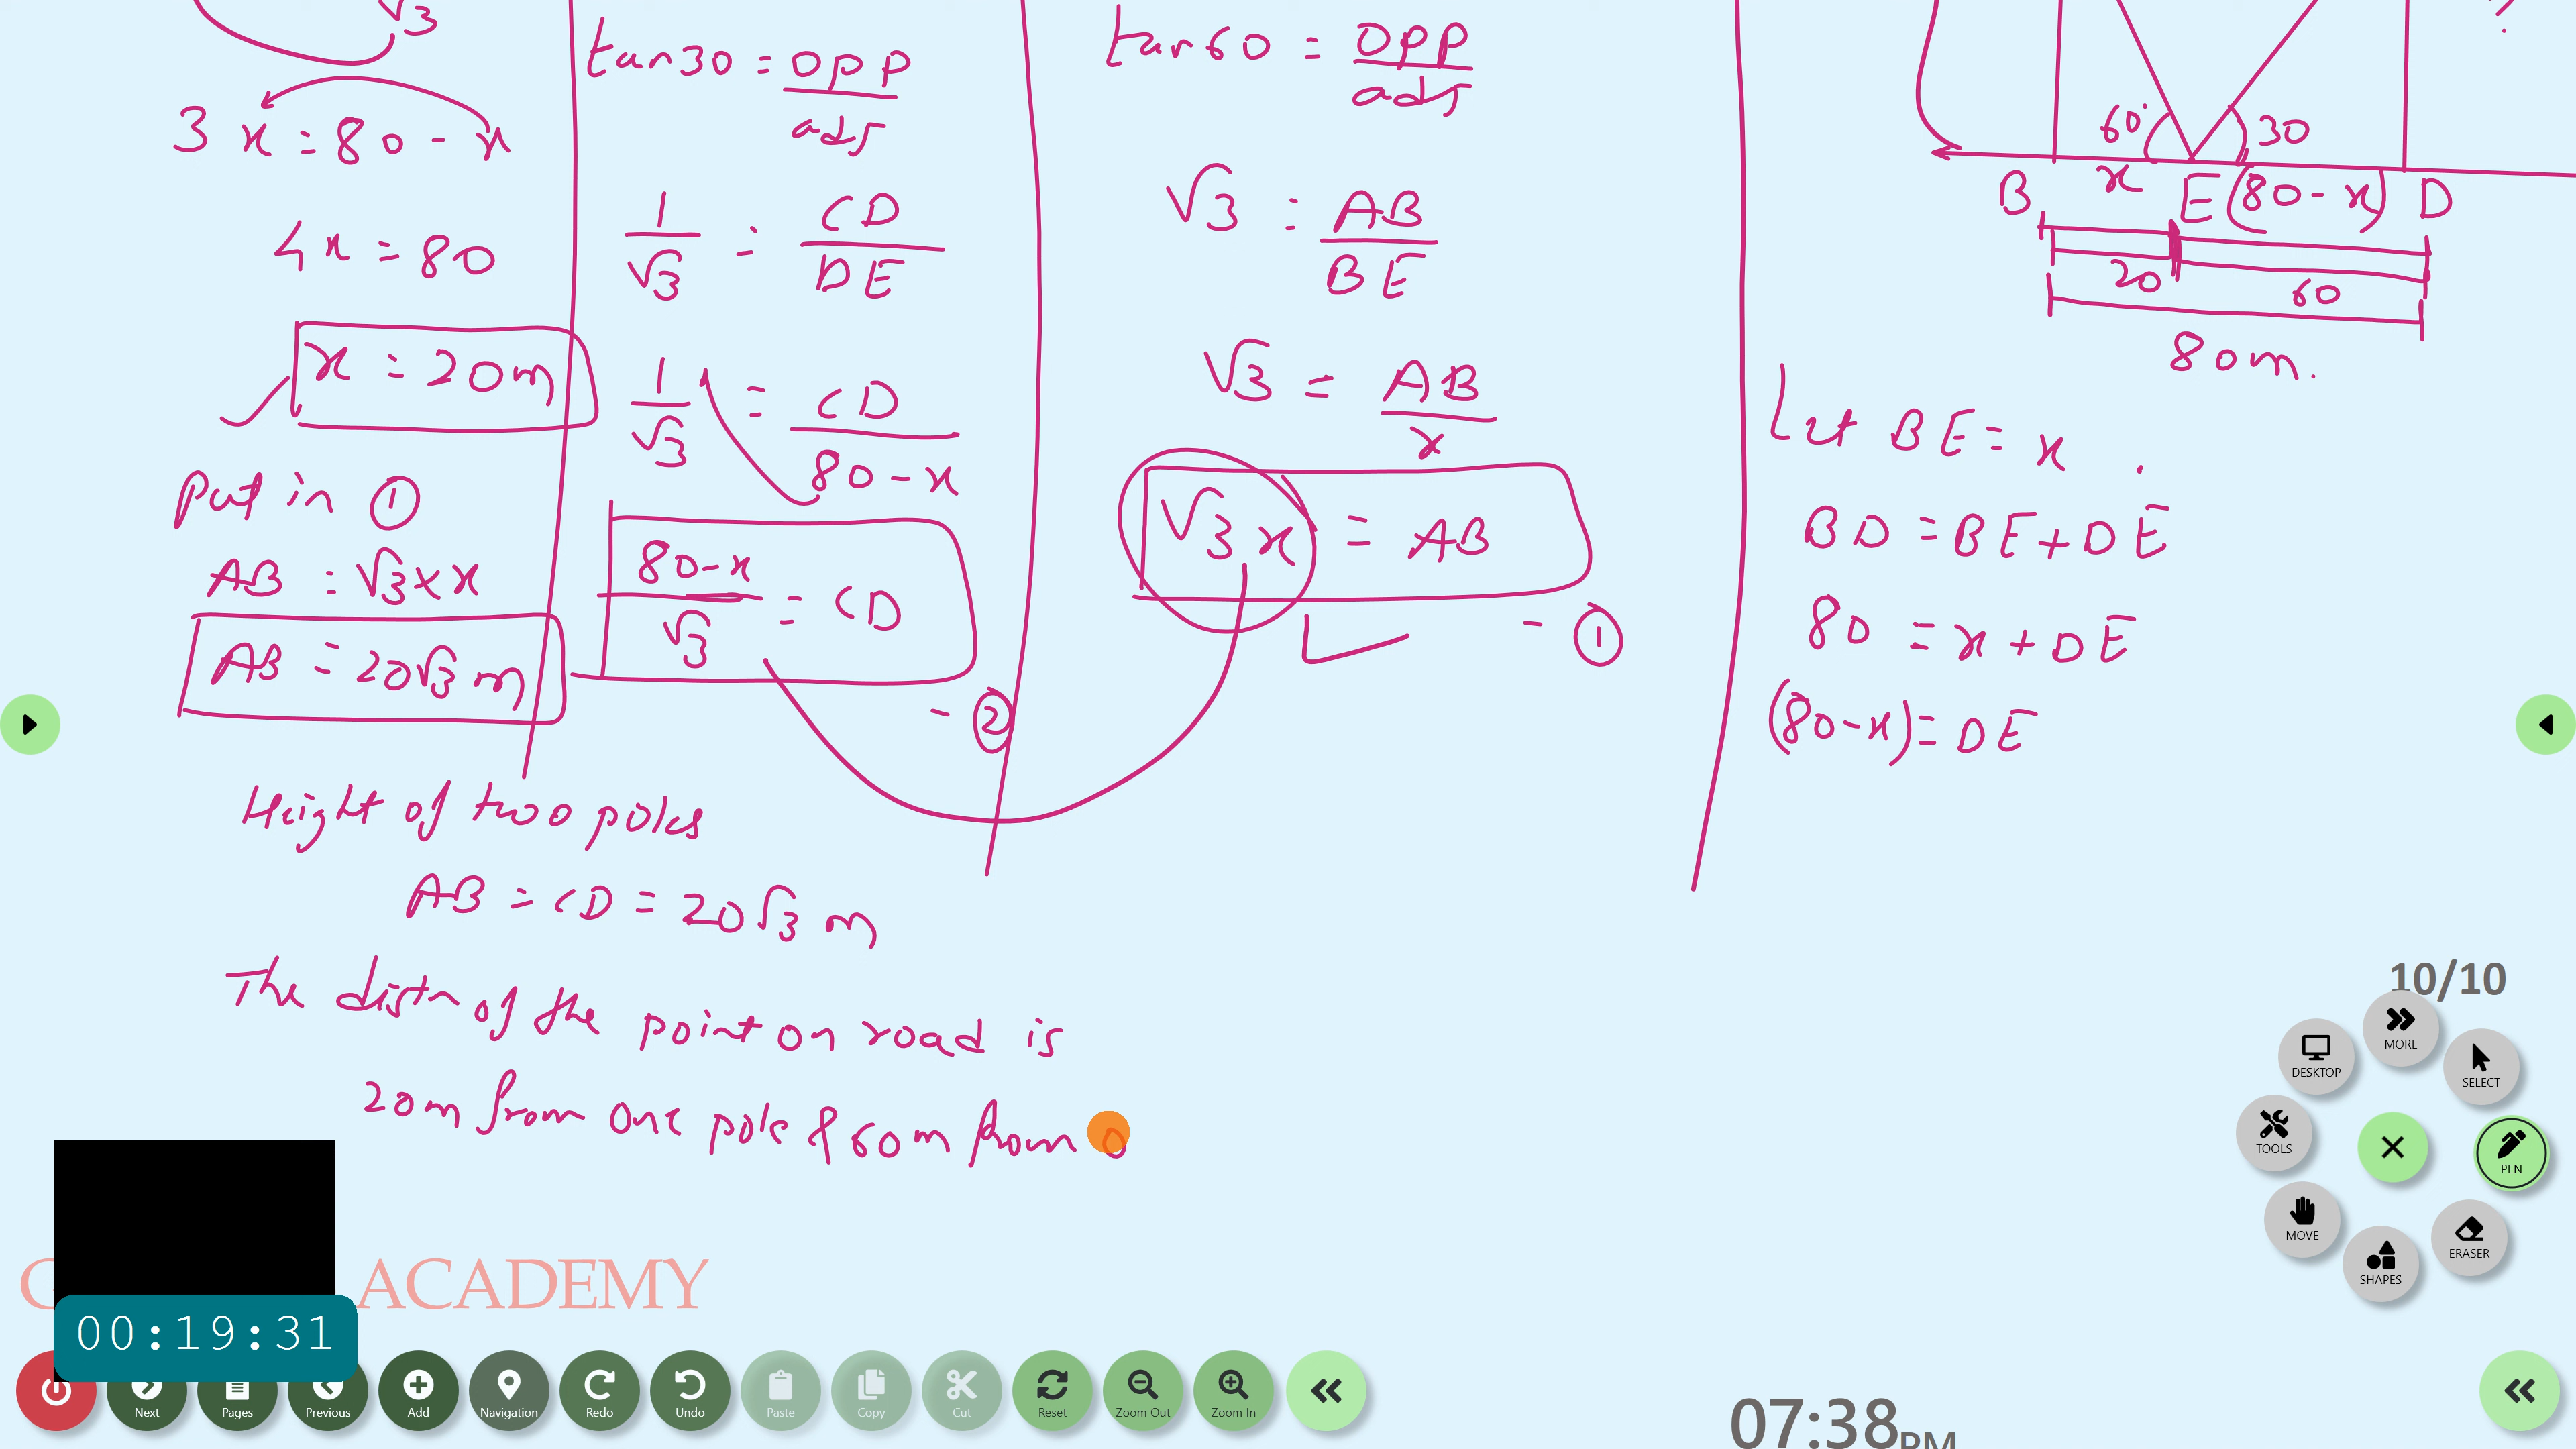 √3
3x = 80 - x
4x = 80
x = 20m
put in ①
AB = √3 × x
AB = 20√3 m
tan30 = opp
adj
1/√3 = CD/DE
1/√3 = CD/80-x
80-x/√3 = CD
- ②
tan60 = opp
adj
√3 = AB/BE
√3 = AB/x
√3x = AB
- ①
60° 30
B x E (80-x) D
20 60
80m.
Let BE = x .
BD = BE + DE
80 = x + DE
(80-x) = DE
Height of two poles
AB = CD = 20√3 m
The distn of the point on road is
20m from one pole & 60m from o
10/10
MORE
DESKTOP
SELECT
TOOLS
PEN
MOVE
ERASER
SHAPES
ACADEMY
00:19:31
Next
Pages
Previous
Add
Navigation
Redo
Undo
Paste
Copy
Cut
Reset
Zoom Out
Zoom In
07:38 PM